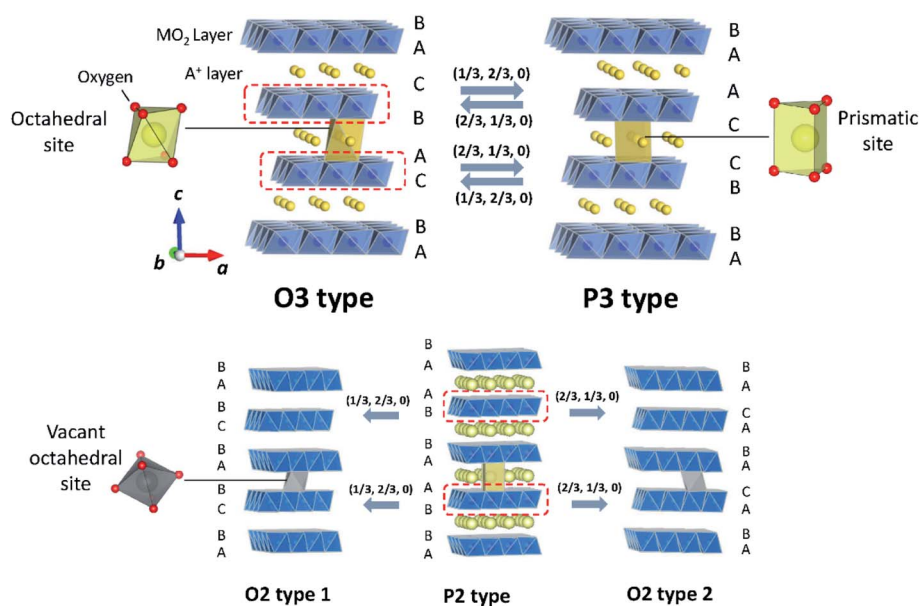 MO₂ Layer
B
A
A⁺ layer
C
B
A
C
B
A
Oxygen
Octahedral
site
c
b
a
O3 type
(1/3, 2/3, 0)
(2/3, 1/3, 0)
(2/3, 1/3, 0)
(1/3, 2/3, 0)
B
A
A
C
C
B
B
A
Prismatic
site
P3 type
Vacant
octahedral
site
B
A
B
C
B
A
B
C
B
A
O2 type 1
(1/3, 2/3, 0)
(1/3, 2/3, 0)
B
A
A
B
B
A
A
B
B
A
P2 type
(2/3, 1/3, 0)
(2/3, 1/3, 0)
B
A
C
A
B
A
C
A
B
A
O2 type 2